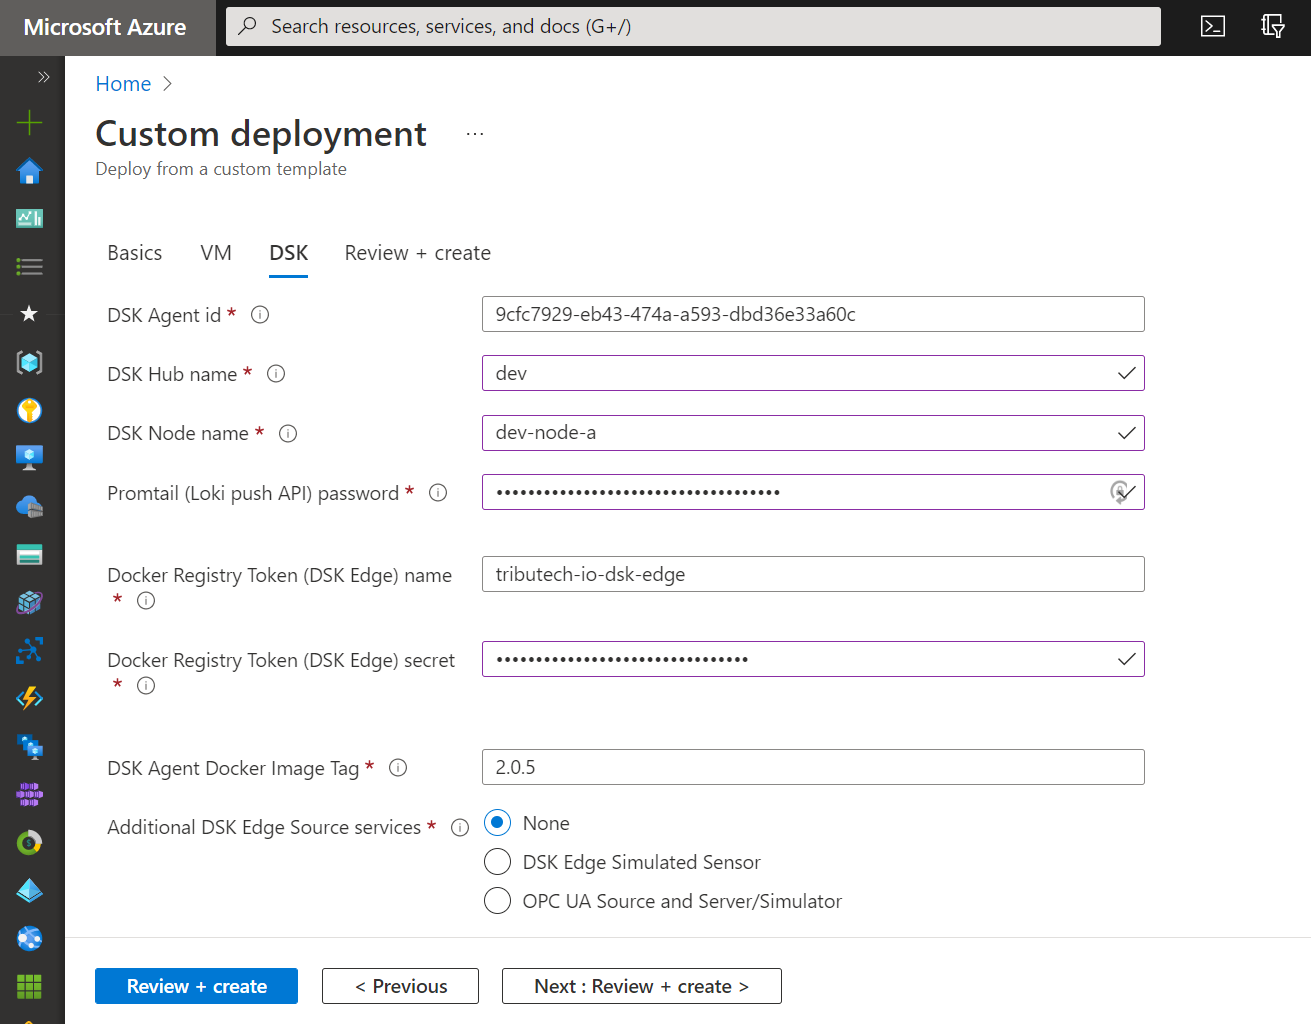 Microsoft Azure
Search resources, services, and docs (G+/)
Home >
Custom deployment ...
Deploy from a custom template
Basics VM DSK Review + create
DSK Agent id * 9cfc7929-eb43-474a-a593-dbd36e33a60c
DSK Hub name * dev
DSK Node name * dev-node-a
Promtail (Loki push API) password * ••••••••••••••••••••••••••••••••••••
Docker Registry Token (DSK Edge) name tributech-io-dsk-edge
*
Docker Registry Token (DSK Edge) secret ••••••••••••••••••••••••••••••••
*
DSK Agent Docker Image Tag * 2.0.5
Additional DSK Edge Source services * None
DSK Edge Simulated Sensor
OPC UA Source and Server/Simulator
Review + create < Previous Next : Review + create >